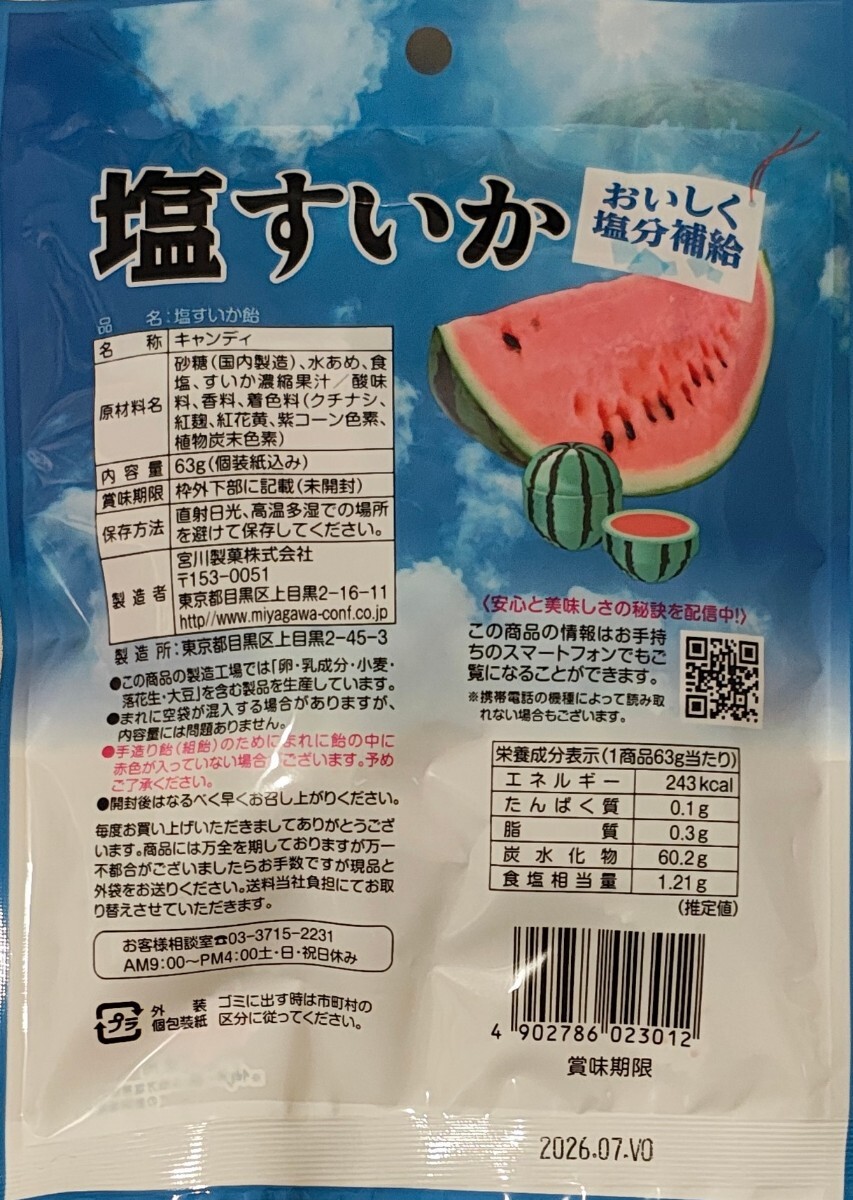 塩すいか
おいしく
塩分補給
品名:塩すいか飴
名称 キャンディ
原材料名 砂糖(国内製造)、水あめ、食
塩、すいか濃縮果汁/酸味
料、香料、着色料(クチナシ、
紅麹、紅花黄、紫コーン色素、
植物炭末色素)
内容量 63g(個装紙込み)
賞味期限 枠外下部に記載(未開封)
保存方法 直射日光、高温多湿での場所
を避けて保存してください。
製造者 宮川製菓株式会社
〒153-0051
東京都目黒区上目黒2-16-11
http//www.miyagawa-conf.co.jp
製造所:東京都目黒区上目黒2-45-3
●この商品の製造工場では「卵・乳成分・小麦・
落花生・大豆」を含む製品を生産しています。
●まれに空袋が混入する場合がありますが、
内容量には問題ありません。
●手造り飴(組飴)のためにまれに飴の中に
赤色が入っていない場合がございます。予め
ご了承ください。
●開封後はなるべく早くお召し上がりください。
毎度お買い上げいただきましてありがとうござ
います。商品には万全を期しておりますが万一
不都合がございましたらお手数ですが現品と
外袋をお送りください。送料当社負担にてお取
り替えさせていただきます。
お客様相談室☎03-3715-2231
AM9:00〜PM4:00土・日・祝日休み
プラ
外装
個包装紙
ゴミに出す時は市町村の
区分に従ってください。
〈安心と美味しさの秘訣を配信中!〉
この商品の情報はお手持
ちのスマートフォンでもご
覧になることができます。
※携帯電話の機種によって読み取
れない場合もございます。
栄養成分表示(1商品63g当たり)
エネルギー 243kcal
たんぱく質 0.1g
脂質 0.3g
炭水化物 60.2g
食塩相当量 1.21g
(推定値)
4 902786 023012
賞味期限
2026.07.VO